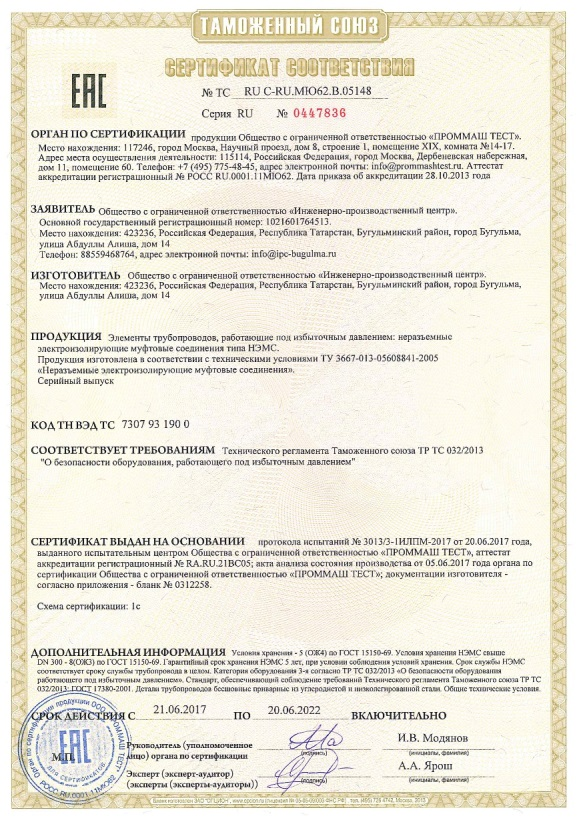 ТАМОЖЕННЫЙ СОЮЗ
СЕРТИФИКАТ СООТВЕТСТВИЯ
ЕАС
№ ТС RU C-RU.МЮ62.В.05148
Серия RU № 0447836
ОРГАН ПО СЕРТИФИКАЦИИ продукции Общество с ограниченной ответственностью «ПРОММАШ ТЕСТ».
Место нахождения: 117246, город Москва, Научный проезд, дом 8, строение 1, помещение XIX, комната №14-17.
Адрес места осуществления деятельности: 115114, Российская Федерация, город Москва, Дербеневская набережная,
дом 11, помещение 60. Телефон: +7 (495) 775-48-45, адрес электронной почты: info@prommashtest.ru. Аттестат
аккредитации регистрационный № РОСС RU.0001.11МЮ62. Дата приказа об аккредитации 28.10.2013 года
ЗАЯВИТЕЛЬ Общество с ограниченной ответственностью «Инженерно-производственный центр».
Основной государственный регистрационный номер: 1021601764513.
Место нахождения: 423236, Российская Федерация, Республика Татарстан, Бугульминский район, город Бугульма,
улица Абдуллы Алиша, дом 14
Телефон: 88559468764, адрес электронной почты: info@ipc-bugulma.ru
ИЗГОТОВИТЕЛЬ Общество с ограниченной ответственностью «Инженерно-производственный центр».
Место нахождения: 423236, Российская Федерация, Республика Татарстан, Бугульминский район, город Бугульма,
улица Абдуллы Алиша, дом 14
ПРОДУКЦИЯ Элементы трубопроводов, работающие под избыточным давлением: неразъемные
электроизолирующие муфтовые соединения типа НЭМС.
Продукция изготовлена в соответствии с техническими условиями ТУ 3667-013-05608841-2005
«Неразъемные электроизолирующие муфтовые соединения».
Серийный выпуск
КОД ТН ВЭД ТС 7307 93 190 0
СООТВЕТСТВУЕТ ТРЕБОВАНИЯМ Технического регламента Таможенного союза ТР ТС 032/2013
"О безопасности оборудования, работающего под избыточным давлением"
СЕРТИФИКАТ ВЫДАН НА ОСНОВАНИИ протокола испытаний № 3013/3-1ИЛПМ-2017 от 20.06.2017 года,
выданного испытательным центром Общества с ограниченной ответственностью «ПРОММАШ ТЕСТ», аттестат
аккредитации регистрационный № RA.RU.21ВС05; акта анализа состояния производства от 05.06.2017 года органа по
сертификации Общества с ограниченной ответственностью «ПРОММАШ ТЕСТ»; документации изготовителя -
согласно приложения - бланк № 0312258.
Схема сертификации: 1с
ДОПОЛНИТЕЛЬНАЯ ИНФОРМАЦИЯ Условия хранения - 5 (ОЖ4) по ГОСТ 15150-69. Условия хранения НЭМС свыше
DN 300 - 8(ОЖ3) по ГОСТ 15150-69. Гарантийный срок хранения НЭМС 5 лет, при условии соблюдения условий хранения. Срок службы НЭМС
соответствует сроку службы трубопровода в целом. Категория оборудования 3-я согласно ТР ТС 032/2013 «О безопасности оборудования,
работающего под избыточным давлением». Стандарт, обеспечивающий соблюдение требований Технического регламента Таможенного союза ТР ТС
032/2013: ГОСТ 17380-2001. Детали трубопроводов бесшовные приварные из углеродистой и низколегированной стали. Общие технические условия.
СРОК ДЕЙСТВИЯ С 21.06.2017 ПО 20.06.2022 ВКЛЮЧИТЕЛЬНО
М.П.
Руководитель (уполномоченное
лицо) органа по сертификации
(подпись)
И.В. Модянов
(инициалы, фамилия)
Эксперт (эксперт-аудитор)
(эксперты (эксперты-аудиторы))
(подпись)
А.А. Ярош
(инициалы, фамилия)
ЕАС
ДЛЯ СЕРТИФИКАТОВ